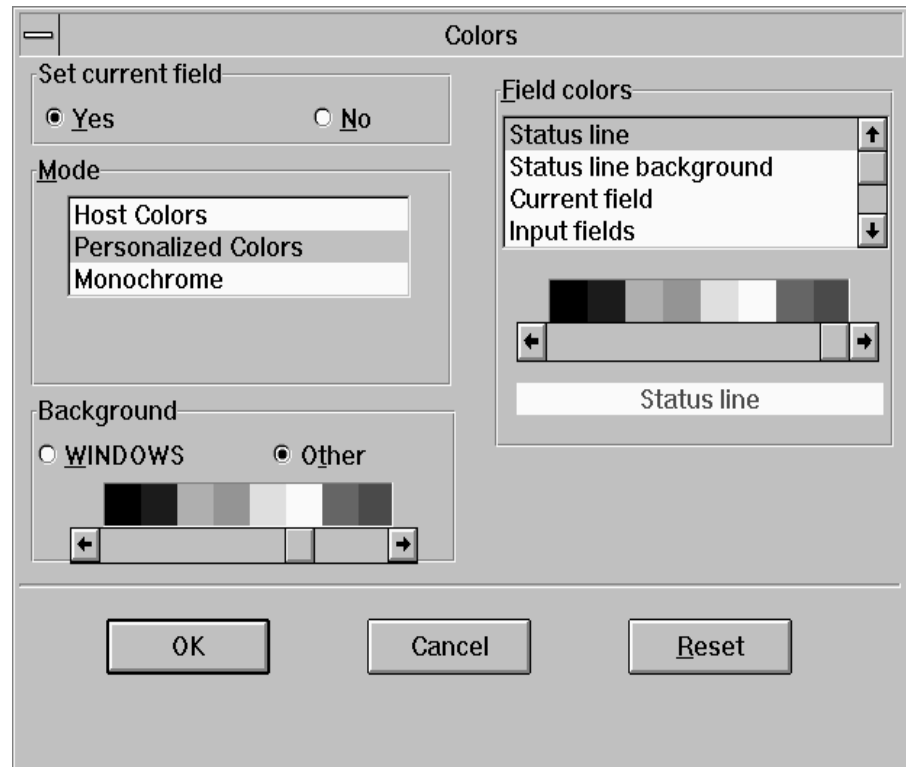 Colors
Set current field
Yes
No
Mode
Host Colors
Personalized Colors
Monochrome
Background
WINDOWS
Other
Field colors
Status line
Status line background
Current field
Input fields
Status line
OK
Cancel
Reset